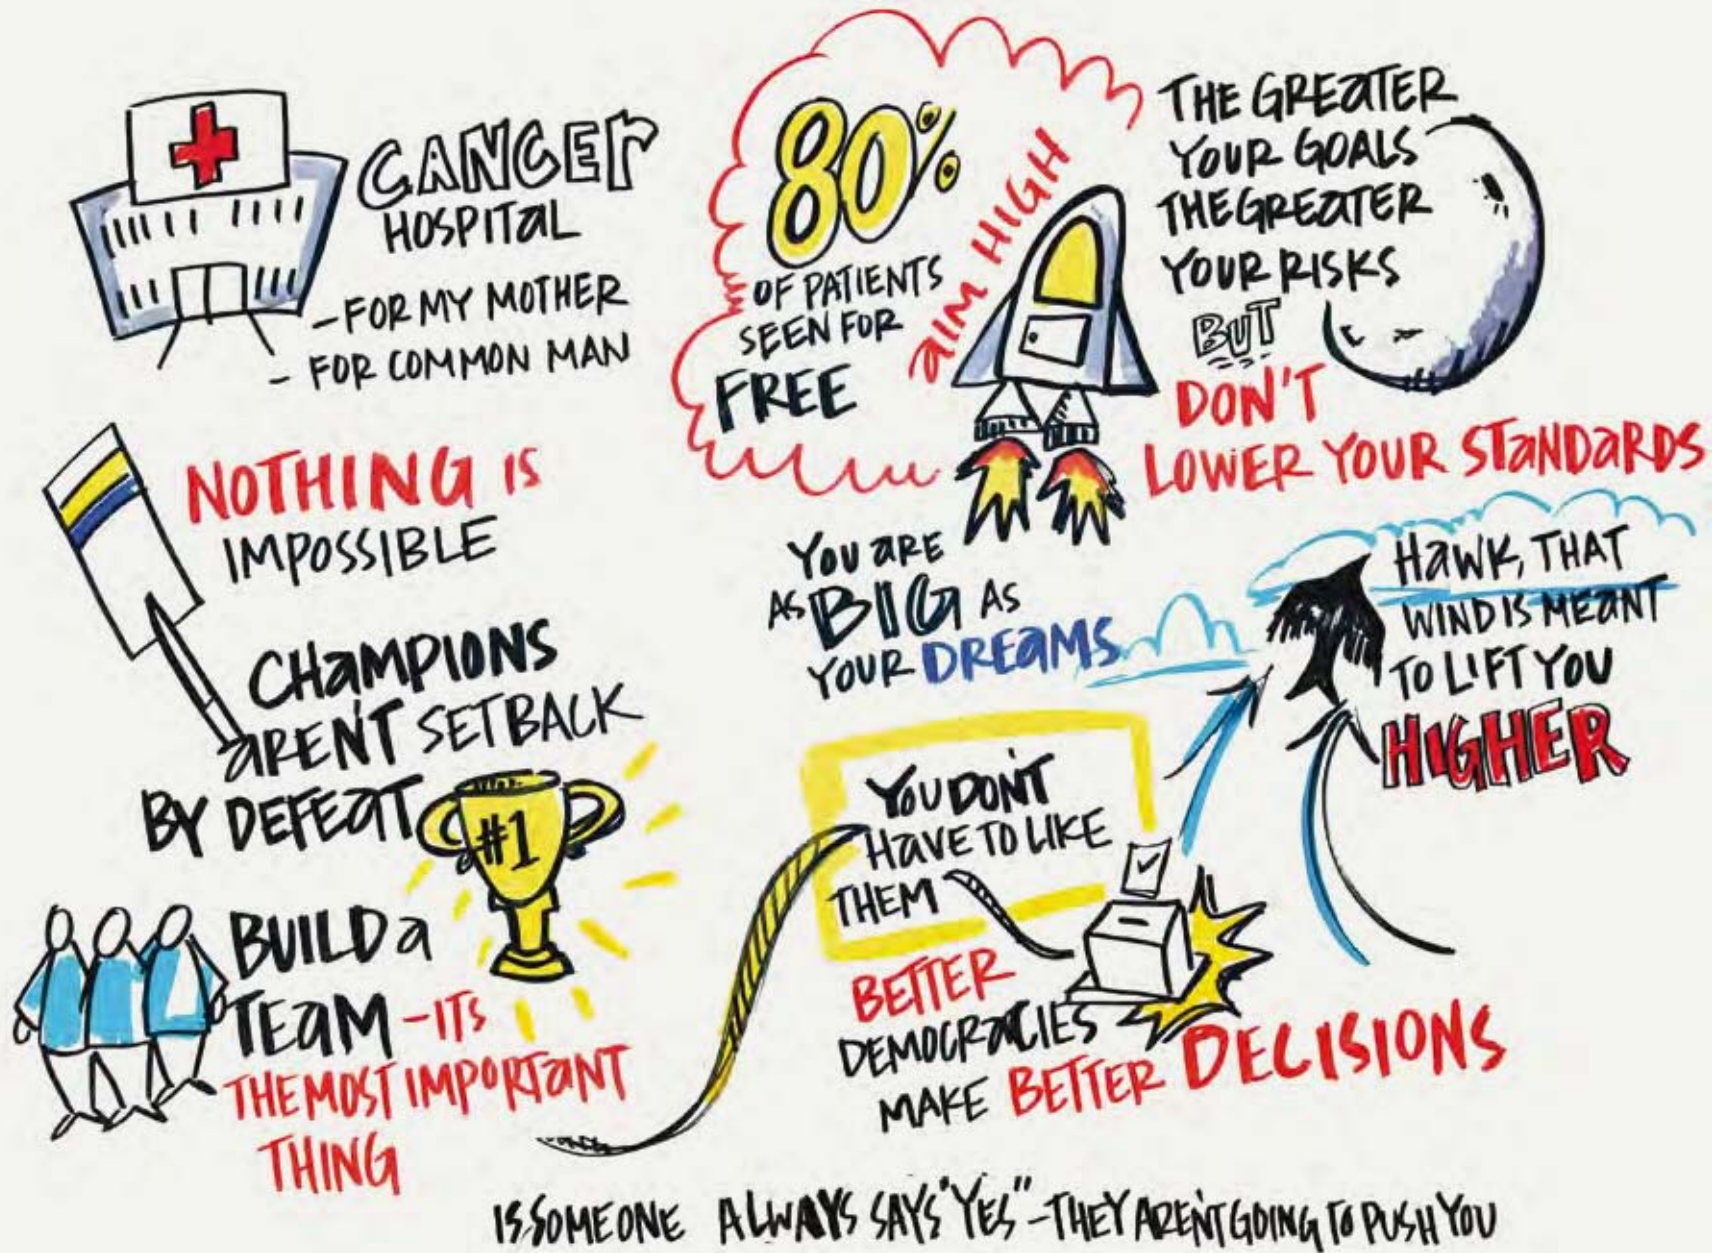 CANCER
HOSPITAL
- FOR MY MOTHER
- FOR COMMON MAN
80%
OF PATIENTS
SEEN FOR
FREE
AIM HIGH
THE GREATER
YOUR GOALS
THE GREATER
YOUR RISKS
BUT
DON'T
LOWER YOUR STANDARDS
NOTHING IS
IMPOSSIBLE
CHAMPIONS
AREN'T SETBACK
BY DEFEAT
#1
YOU ARE
AS BIG AS
YOUR DREAMS
HAWK, THAT
WIND IS MEANT
TO LIFT YOU
HIGHER
BUILD A
TEAM - ITS
THE MOST IMPORTANT
THING
YOU DON'T
HAVE TO LIKE
THEM
BETTER
DEMOCRACIES
MAKE BETTER DECISIONS
IS SOMEONE ALWAYS SAYS "YES" - THEY AREN'T GOING TO PUSH YOU